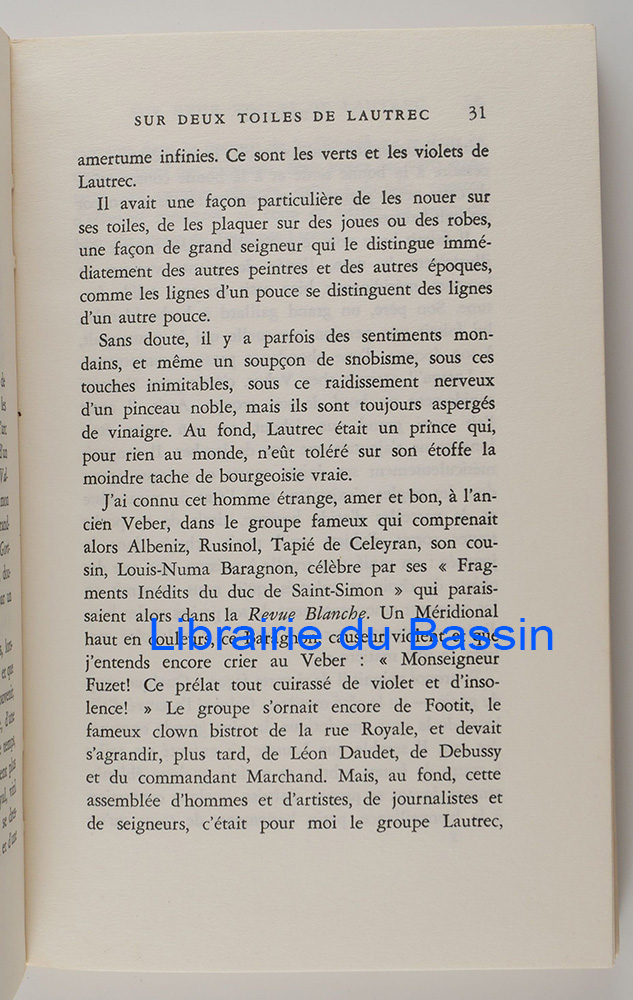 SUR DEUX TOILES DE LAUTREC 31
amertume infinies. Ce sont les verts et les violets de
Lautrec.
Il avait une façon particulière de les nouer sur
ses toiles, de les plaquer sur des joues ou des robes,
une façon de grand seigneur qui le distingue immé-
diatement des autres peintres et des autres époques,
comme les lignes d'un pouce se distinguent des lignes
d'un autre pouce.
Sans doute, il y a parfois des sentiments mon-
dains, et même un soupçon de snobisme, sous ces
touches inimitables, sous ce raidissement nerveux
d'un pinceau noble, mais ils sont toujours aspergés
de vinaigre. Au fond, Lautrec était un prince qui,
pour rien au monde, n'eût toléré sur son étoffe la
moindre tache de bourgeoisie vraie.
J'ai connu cet homme étrange, amer et bon, à l'an-
cien Veber, dans le groupe fameux qui comprenait
alors Albeniz, Rusinol, Tapié de Celeyran, son cou-
sin, Louis-Numa Baragnon, célèbre par ses « Frag-
ments Inédits du duc de Saint-Simon » qui parais-
saient alors dans la Revue Blanche. Un Méridional
haut en couleurs, ce Baragnon, causeur violent et que
Librairie du Bassin
j'entends encore crier au Veber : « Monseigneur
Fuzet! Ce prélat tout cuirassé de violet et d'inso-
lence! » Le groupe s'ornait encore de Footit, le
fameux clown bistrot de la rue Royale, et devait
s'agrandir, plus tard, de Léon Daudet, de Debussy
et du commandant Marchand. Mais, au fond, cette
assemblée d'hommes et d'artistes, de journalistes et
de seigneurs, c'était pour moi le groupe Lautrec,